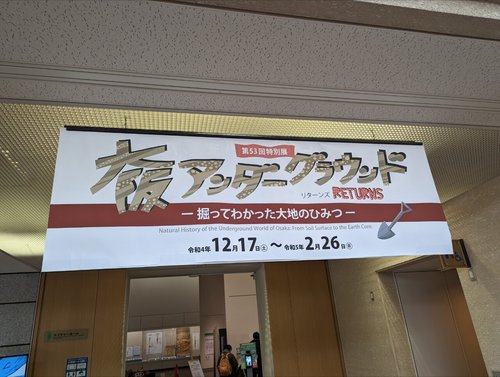 第53回特別展
大阪アンダーグラウンド
リターンズ RETURNS
ー 掘ってわかった大地のひみつ ー
Natural History of the Underground World of Osaka: From Soil Surface to the Earth Core.
令和4年 12月17日(土) 〜 令和5年 2月26日(日)